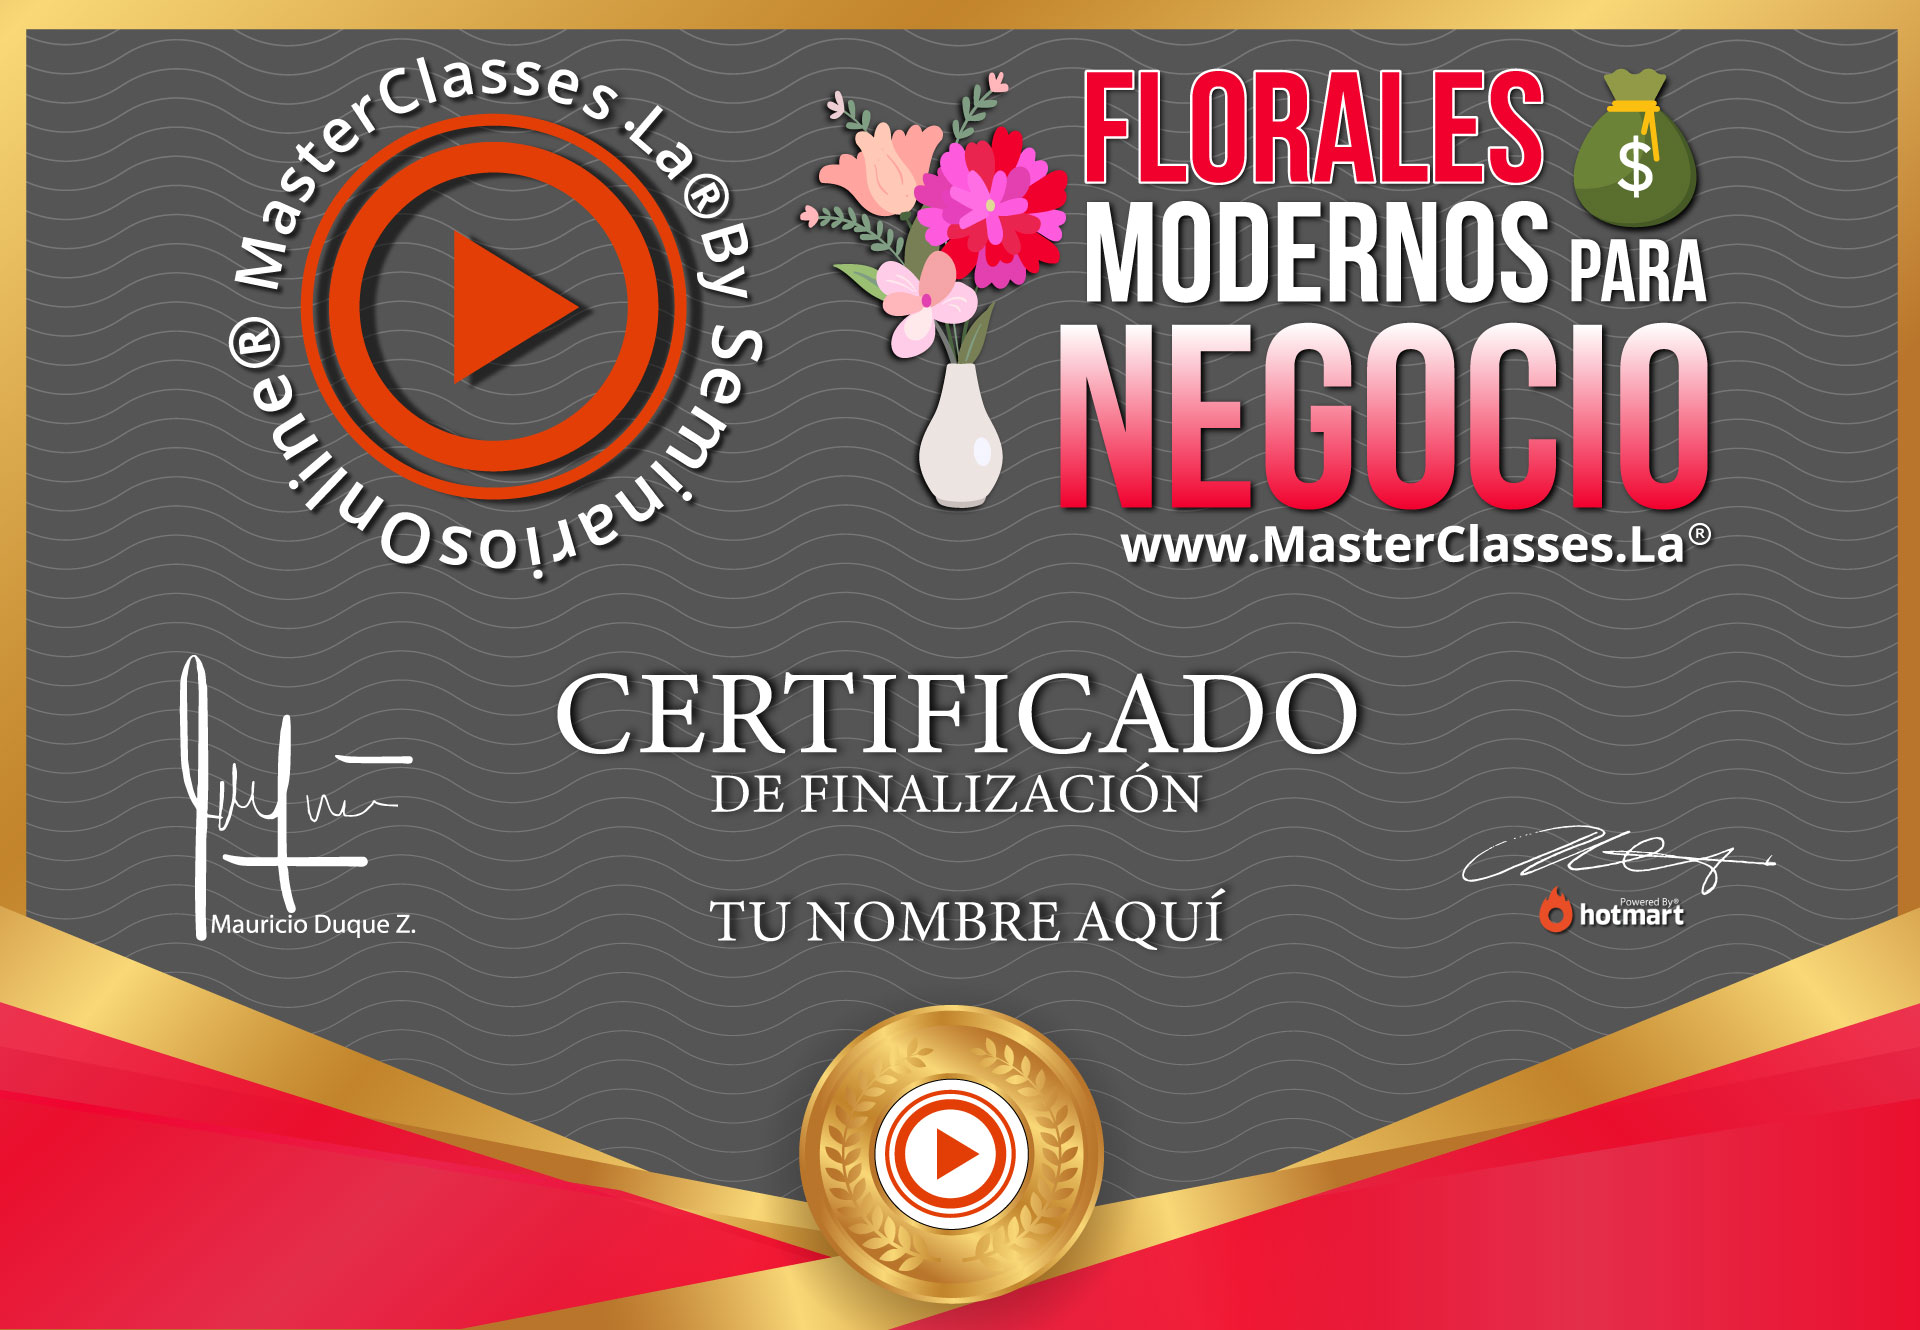 MasterClasses.La® By SeminariosOnline®
FLORALES
$
MODERNOS PARA
NEGOCIO
www.MasterClasses.La®
CERTIFICADO
DE FINALIZACIÓN
TU NOMBRE AQUÍ
Mauricio Duque Z.
Powered By®
hotmart